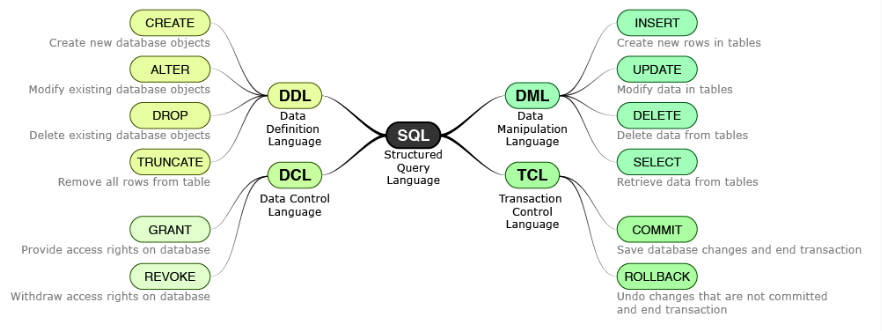 CREATE
Create new database objects
ALTER
Modify existing database objects
DROP
Delete existing database objects
TRUNCATE
Remove all rows from table
DDL
Data
Definition
Language
DCL
Data Control
Language
GRANT
Provide access rights on database
REVOKE
Withdraw access rights on database
SQL
Structured
Query
Language
DML
Data
Manipulation
Language
INSERT
Create new rows in tables
UPDATE
Modify data in tables
DELETE
Delete data from tables
SELECT
Retrieve data from tables
TCL
Transaction
Control
Language
COMMIT
Save database changes and end transaction
ROLLBACK
Undo changes that are not committed
and end transaction